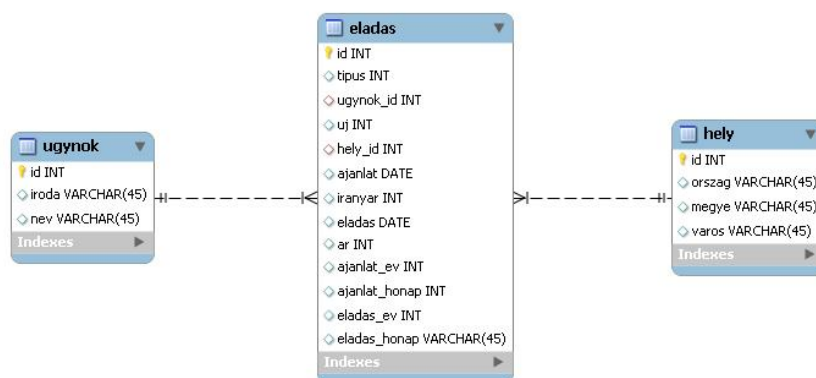 ugynok
id INT
iroda VARCHAR(45)
nev VARCHAR(45)
Indexes
eladas
id INT
tipus INT
ugynok_id INT
uj INT
hely_id INT
ajanlat DATE
iranyar INT
eladas DATE
ar INT
ajanlat_ev INT
ajanlat_honap INT
eladas_ev INT
eladas_honap VARCHAR(45)
Indexes
hely
id INT
orszag VARCHAR(45)
megye VARCHAR(45)
varos VARCHAR(45)
Indexes